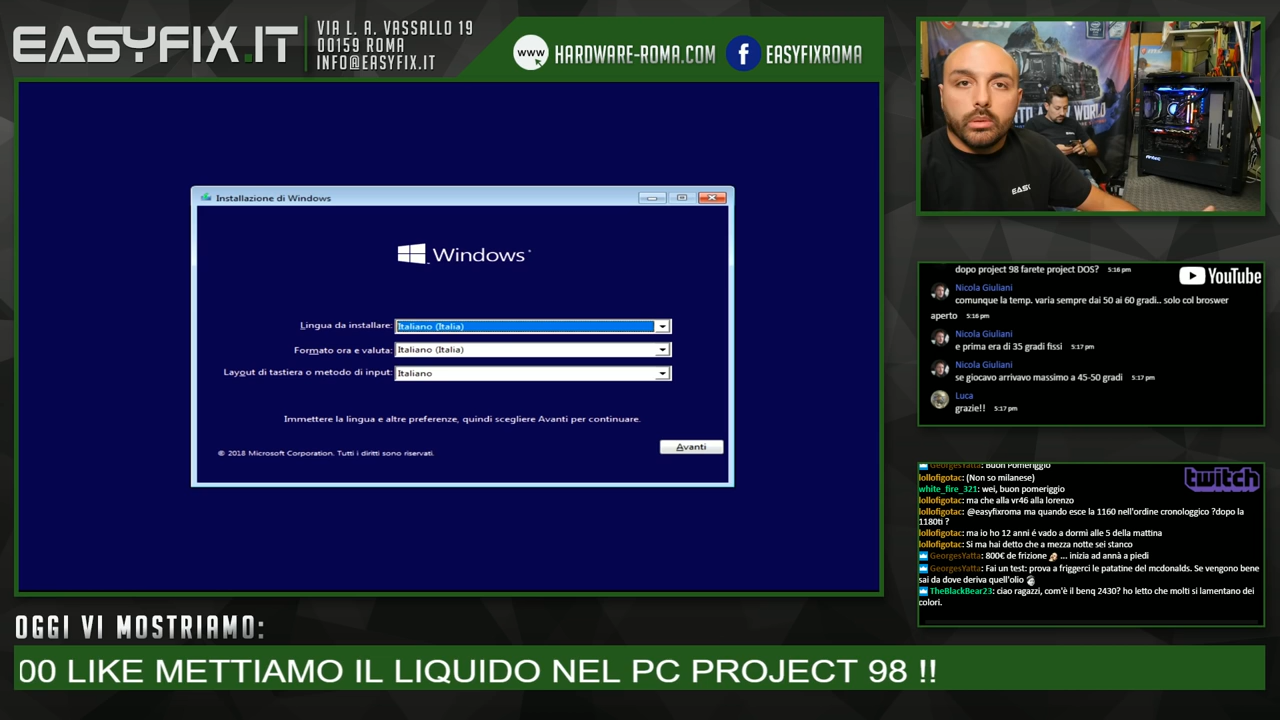 EASYFIX.IT
VIA L. A. VASSALLO 19
00159 ROMA
INFO@EASYFIX.IT
WWW
HARDWARE-ROMA.COM
f
EASYFIXROMA
Installazione di Windows
Windows
Lingua da installare: Italiano (Italia)
Formato ora e valuta: Italiano (Italia)
Layout di tastiera o metodo di input: Italiano
Immettere la lingua e altre preferenze, quindi scegliere Avanti per continuare.
Avanti
© 2018 Microsoft Corporation. Tutti i diritti sono riservati.
Antec
EASY
YouTube
dopo project 98 farete project DOS? 5:16 pm
Nicola Giuliani
comunque la temp. varia sempre dai 50 ai 60 gradi.. solo col broswer
aperto 5:16 pm
Nicola Giuliani
e prima era di 35 gradi fissi 5:17 pm
Nicola Giuliani
se giocavo arrivavo massimo a 45-50 gradi 5:17 pm
Luca
grazie!! 5:17 pm
twitch
GeorgesYatta: Buon Pomeriggio
lollofigotac: (Non so milanese)
white_fire_321: wei, buon pomeriggio
lollofigotac: ma che alla vr46 alla lorenzo
lollofigotac: @easyfixroma ma quando esce la 1160 nell'ordine cronologgico ?dopo la
1180ti ?
lollofigotac: ma io ho 12 anni é vado a dormì alle 5 della mattina
lollofigotac: Si ma hai detto che a mezza notte sei stanco
GeorgesYatta: 800€ de frizione ... inizia ad annà a piedi
GeorgesYatta: Fai un test: prova a friggerci le patatine del mcdonalds. Se vengono bene
sai da dove deriva quell'olio
TheBlackBear23: ciao ragazzi, com'è il benq 2430? ho letto che molti si lamentano dei
colori.
OGGI VI MOSTRIAMO:
00 LIKE METTIAMO IL LIQUIDO NEL PC PROJECT 98 !!